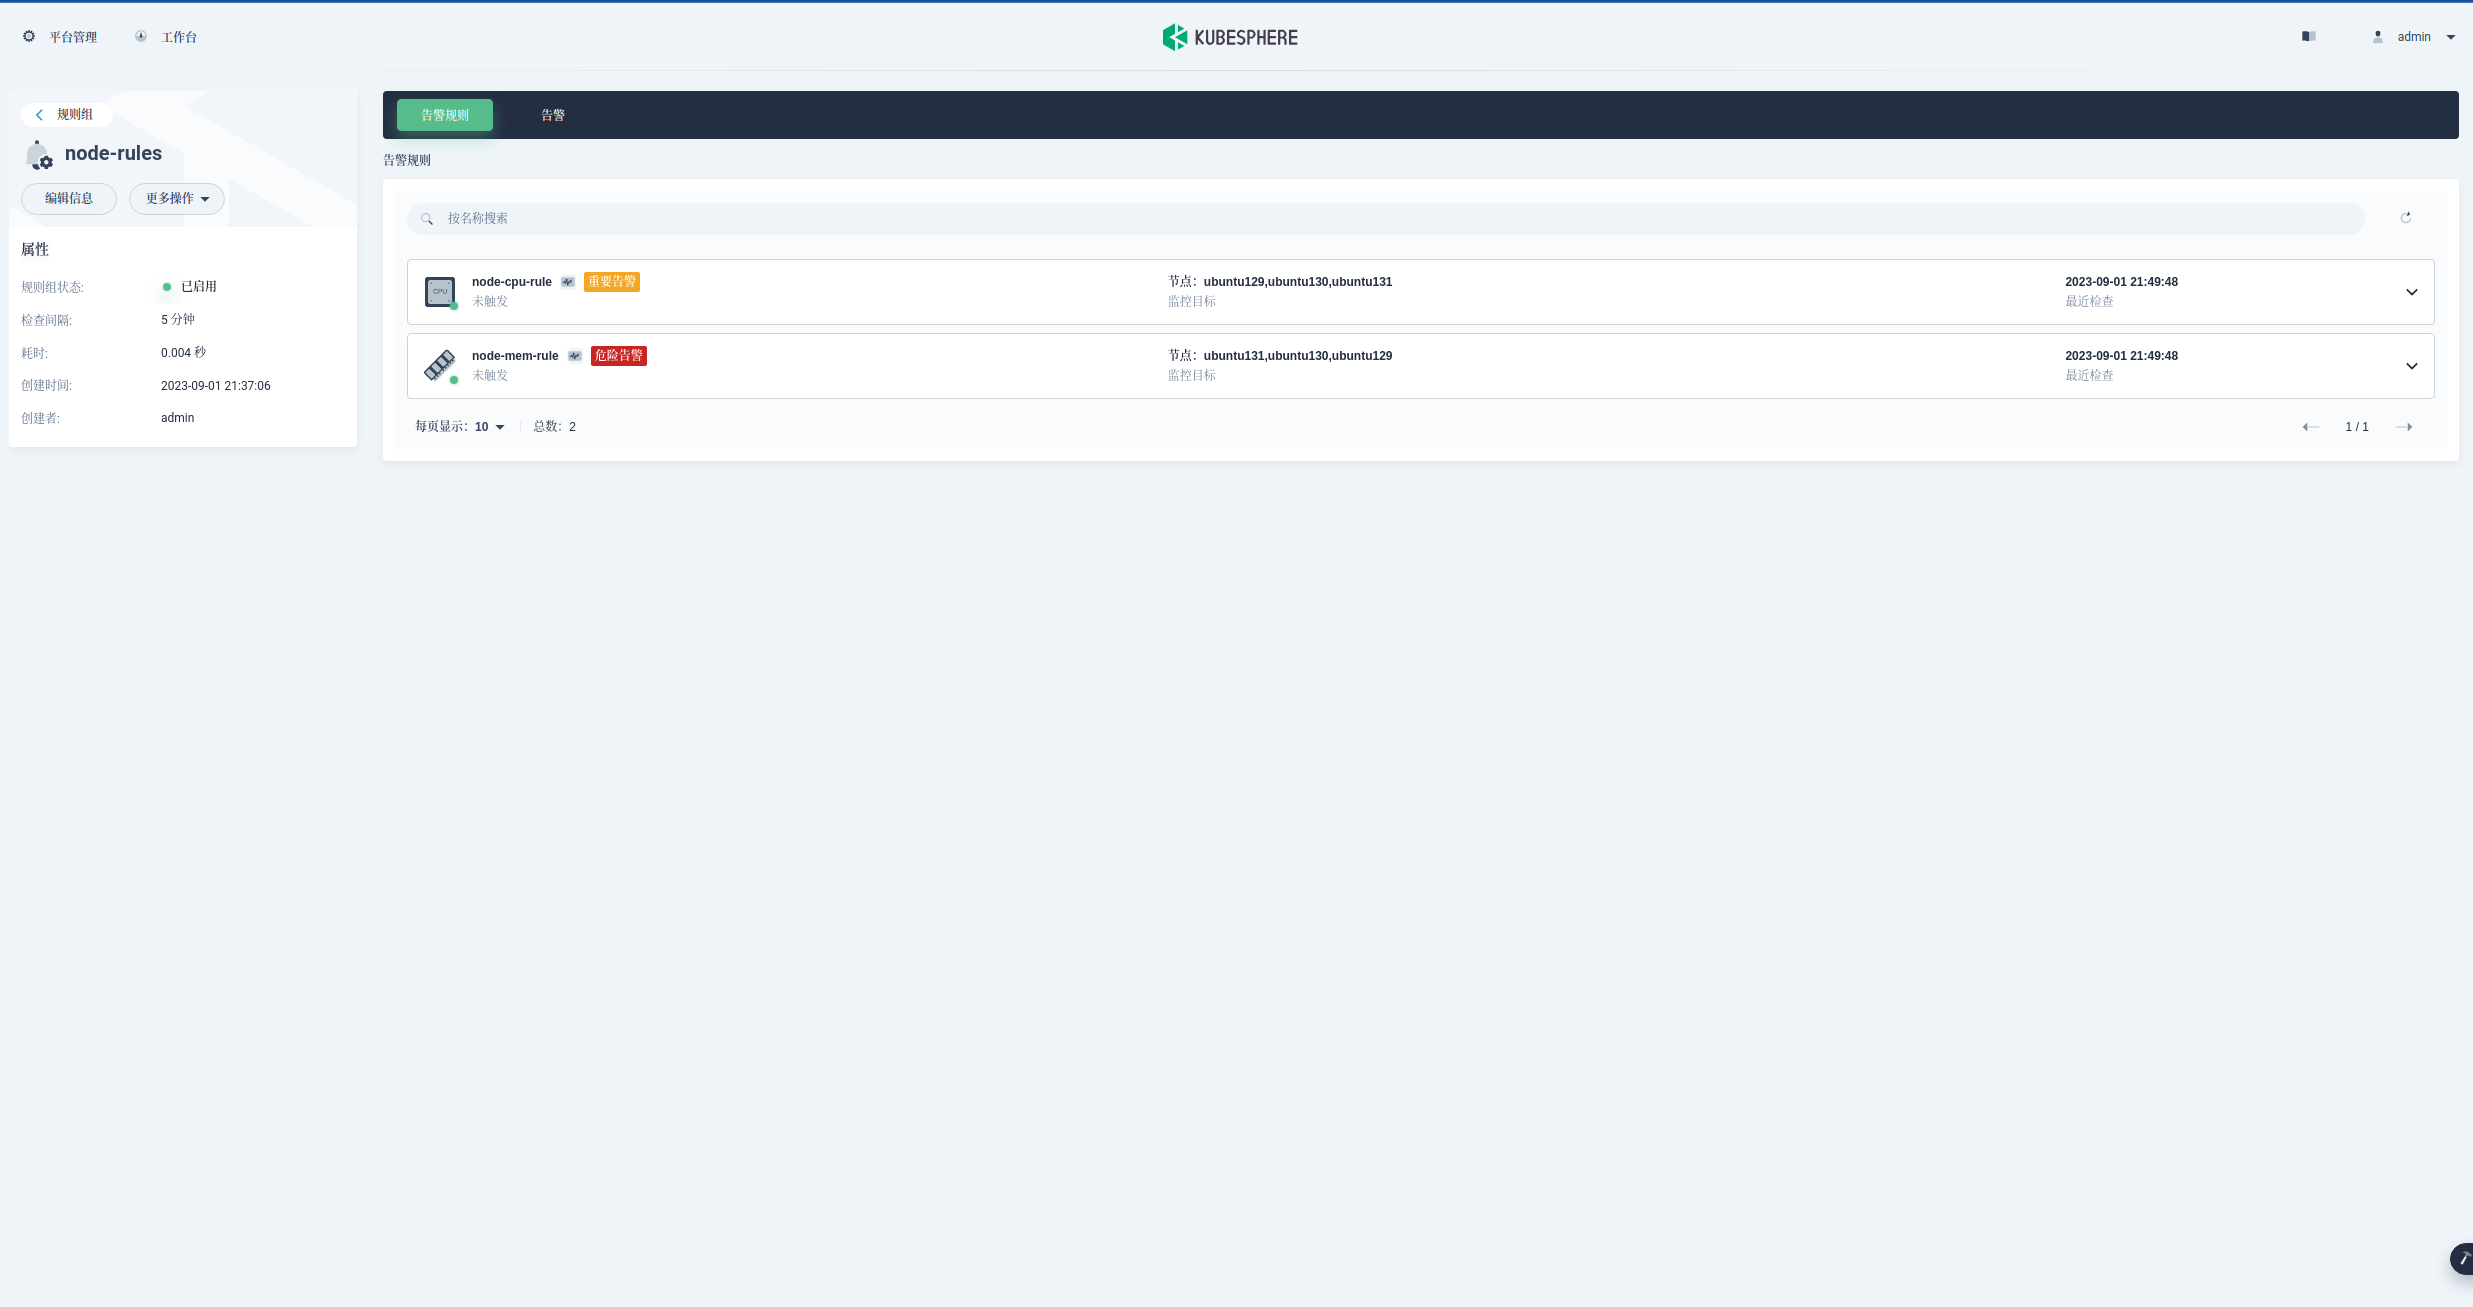 平台管理 工作台 KUBESPHERE admin
规则组
node-rules
编辑信息 更多操作
属性
规则组状态: 已启用
检查间隔: 5 分钟
耗时: 0.004 秒
创建时间: 2023-09-01 21:37:06
创建者: admin
告警规则 告警
告警规则
按名称搜索
CPU node-cpu-rule 重要告警 节点：ubuntu129,ubuntu130,ubuntu131 2023-09-01 21:49:48
未触发 监控目标 最近检查
node-mem-rule 危险告警 节点：ubuntu131,ubuntu130,ubuntu129 2023-09-01 21:49:48
未触发 监控目标 最近检查
每页显示：10 总数：2 1 / 1